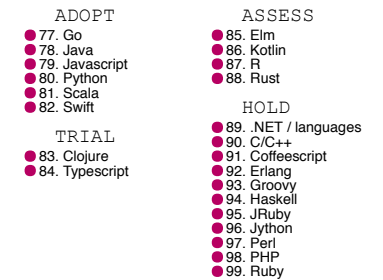 ADOPT
77. Go
78. Java
79. Javascript
80. Python
81. Scala
82. Swift
TRIAL
83. Clojure
84. Typescript
ASSESS
85. Elm
86. Kotlin
87. R
88. Rust
HOLD
89. .NET / languages
90. C/C++
91. Coffeescript
92. Erlang
93. Groovy
94. Haskell
95. JRuby
96. Jython
97. Perl
98. PHP
99. Ruby